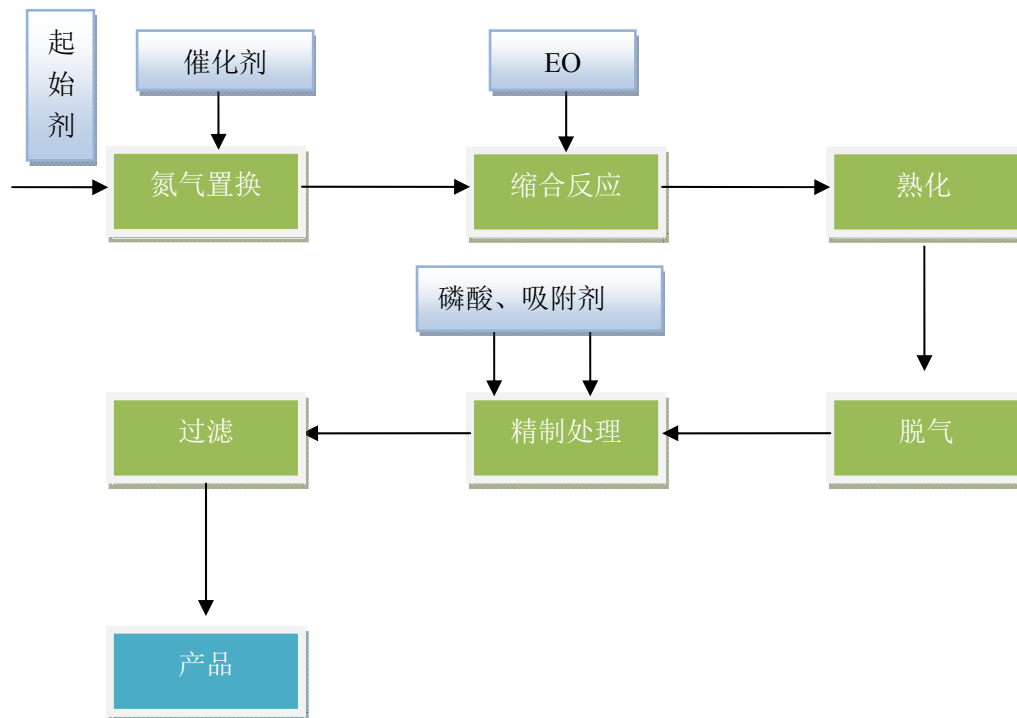 起
始
剂
催化剂
EO
氮气置换
缩合反应
熟化
磷酸、吸附剂
过滤
精制处理
脱气
产品